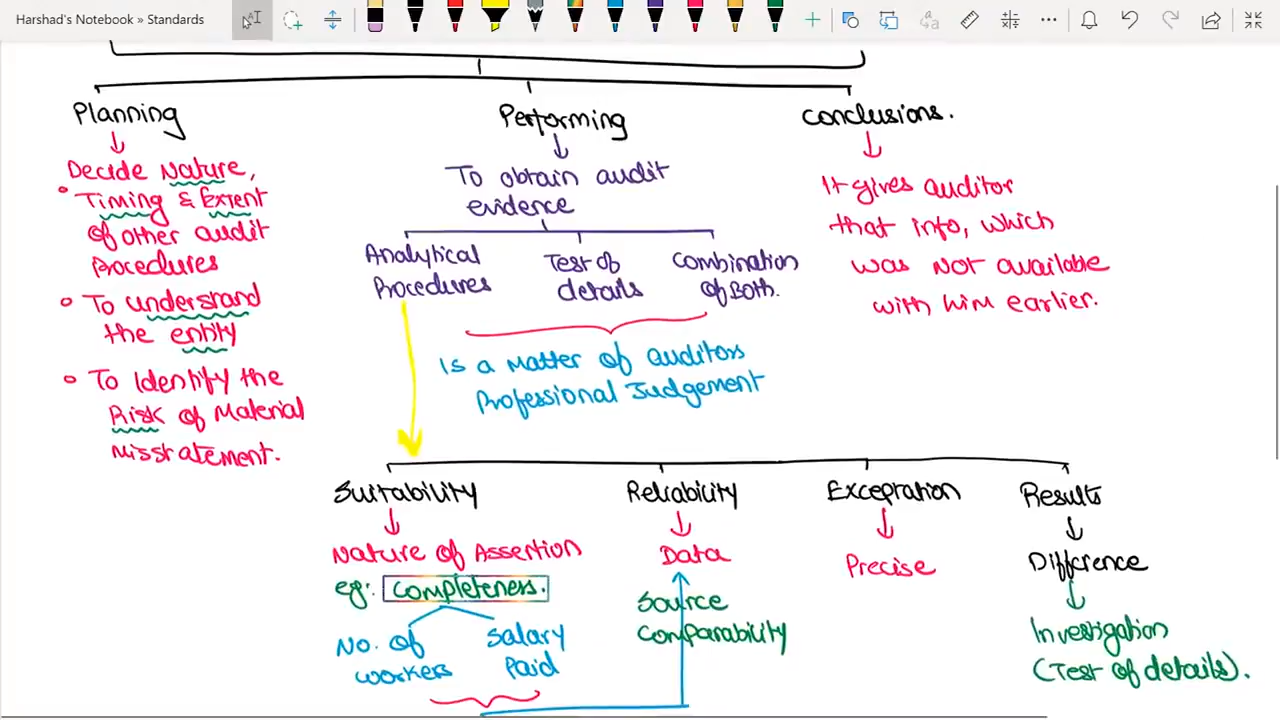 Harshad's Notebook » Standards
Planning
Decide Nature,
Timing & Extent
of other audit
Procedures
To understand
the entity
To Identify the
Risk of Material
Misstatement.
Performing
To obtain audit
evidence
Analytical
Procedures
Test of
details
Combination
of Both.
Is a Matter of auditors
Professional Judgement
Conclusions.
It gives auditor
that info, which
was not available
with him earlier.
Suitability
Nature of Assertion
eg: Completeness.
No. of
workers
Salary
Paid
Reliability
Data
Source
Comparability
Exceptation
Precise
Results
Difference
Investigation
(Test of details).